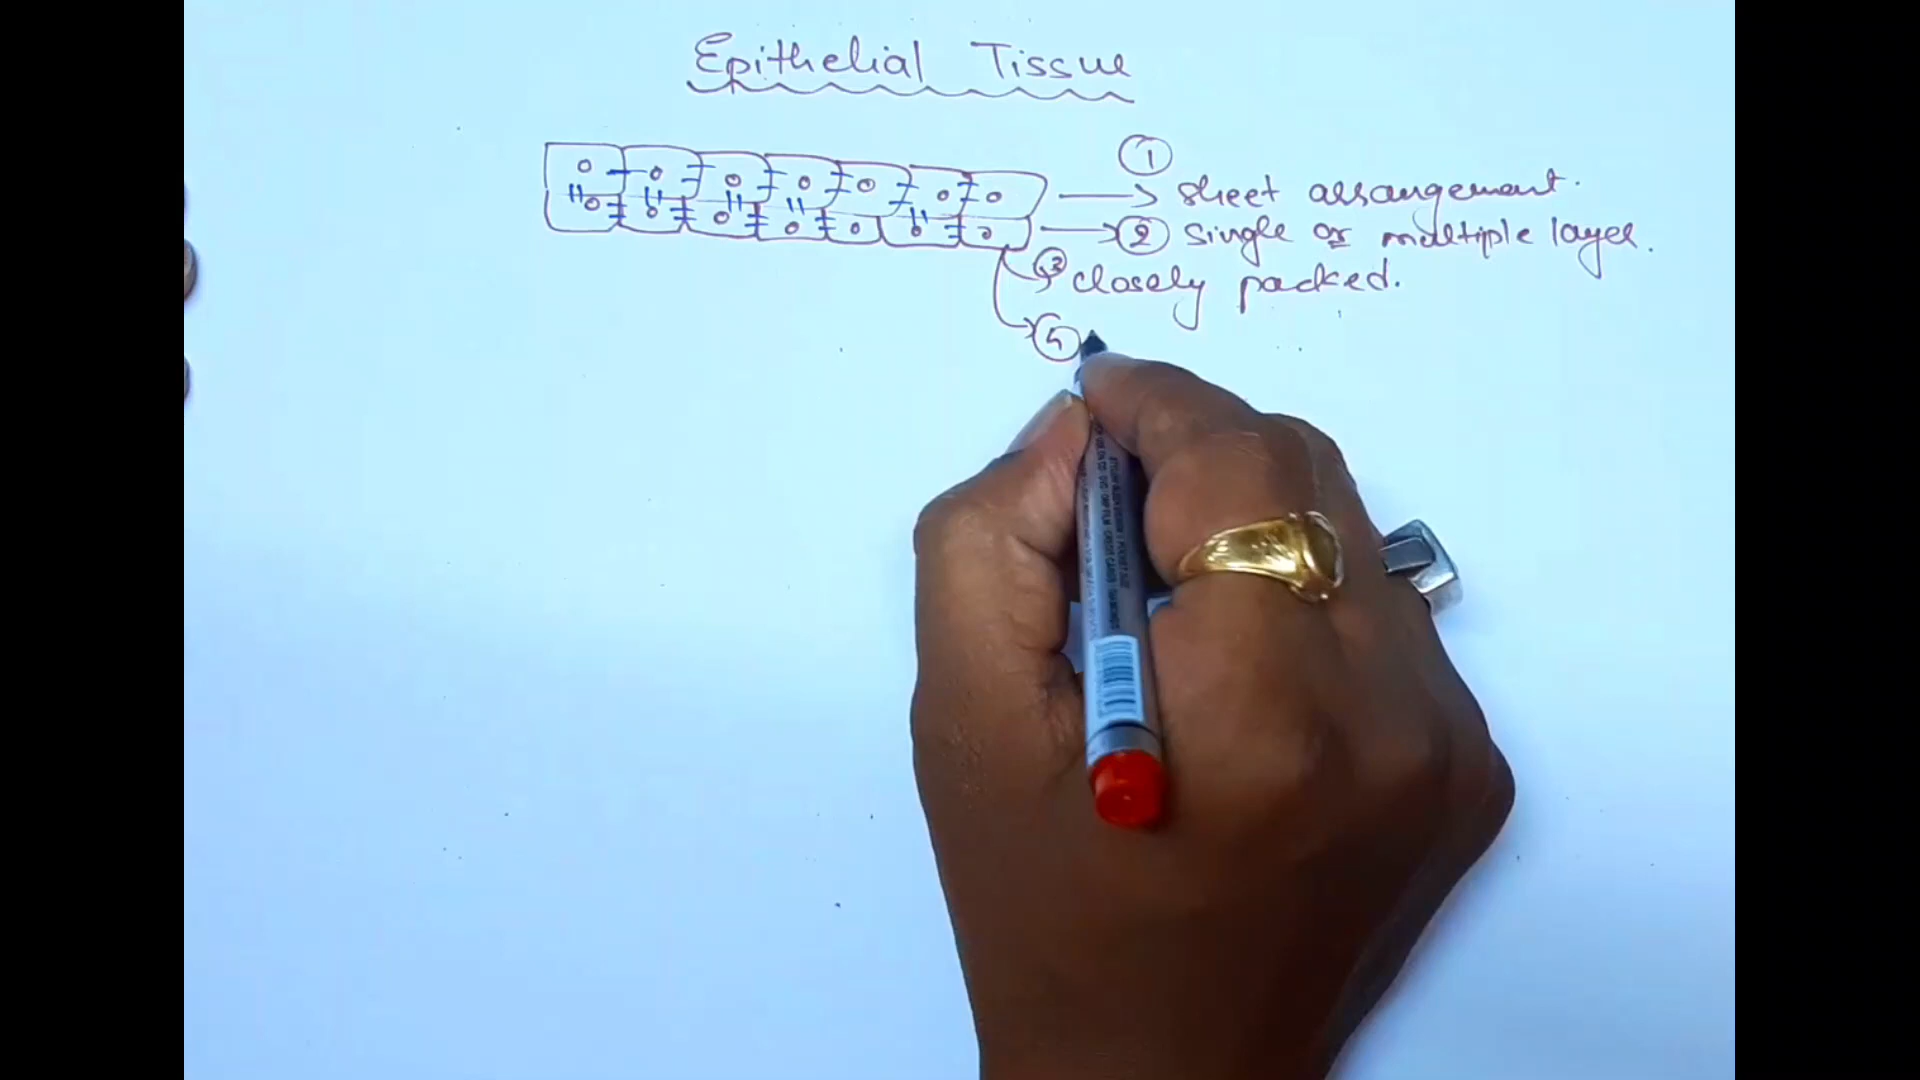 Epithelial Tissue
①
sheet arrangement.
② single or multiple layer.
③ closely packed.
④